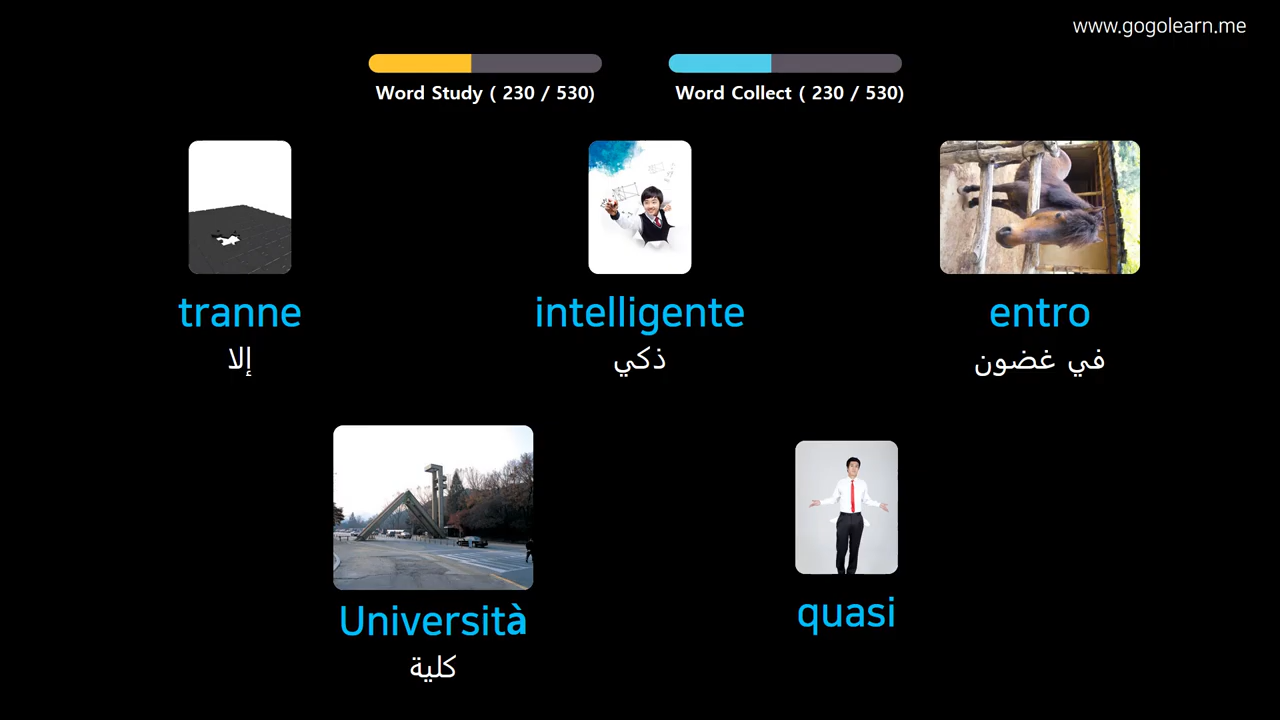 www.gogolearn.me
Word Study ( 230 / 530)
Word Collect ( 230 / 530)
tranne
إلا
intelligente
ذكي
entro
في غضون
Università
كلية
quasi